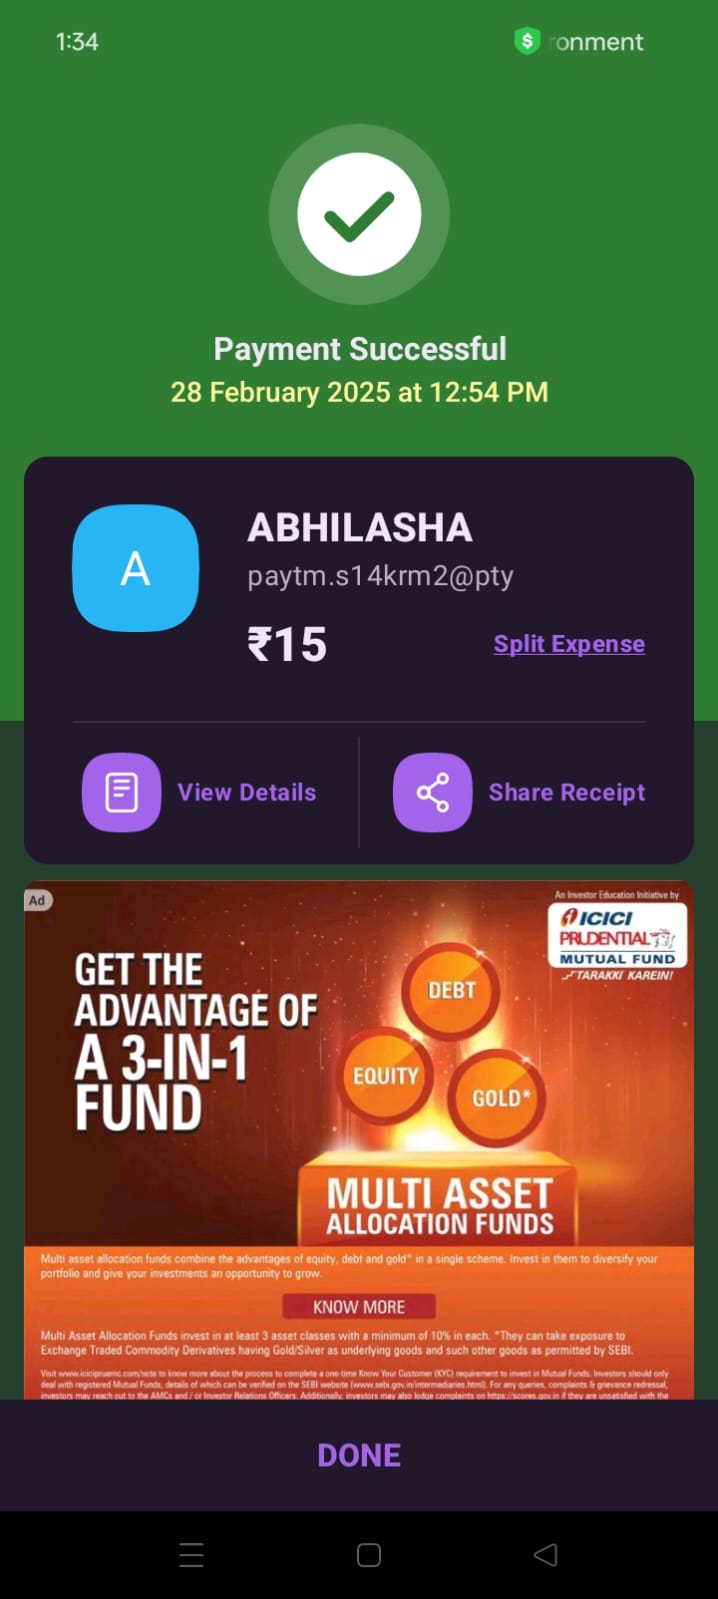 1:34
ronment
Payment Successful
28 February 2025 at 12:54 PM
A
ABHILASHA
paytm.s14krm2@pty
₹15
Split Expense
View Details
Share Receipt
Ad
An Investor Education Initiative by
ICICI
PRUDENTIAL
MUTUAL FUND
TARAKKI KAREIN!
GET THE
ADVANTAGE OF
A 3-IN-1
FUND
DEBT
EQUITY
GOLD*
MULTI ASSET
ALLOCATION FUNDS
Multi asset allocation funds combine the advantages of equity, debt and gold* in a single scheme. Invest in them to diversify your
portfolio and give your investments an opportunity to grow.
KNOW MORE
Multi Asset Allocation Funds invest in at least 3 asset classes with a minimum of 10% in each. *They can take exposure to
Exchange Traded Commodity Derivatives having Gold/Silver as underlying goods and such other goods as permitted by SEBI.
Visit www.icicipruamc.com/note to know more about the process to complete a one-time Know Your Customer (KYC) requirement to invest in Mutual Funds. Investors should only
deal with registered Mutual Funds, details of which can be verified on the SEBI website (www.sebi.gov.in/intermediaries.html). For any queries, complaints & grievance redressal,
investors may reach out to the AMCs and / or Investor Relations Officers. Additionally, investors may also lodge complaints on https://scores.gov.in if they are unsatisfied with the
DONE